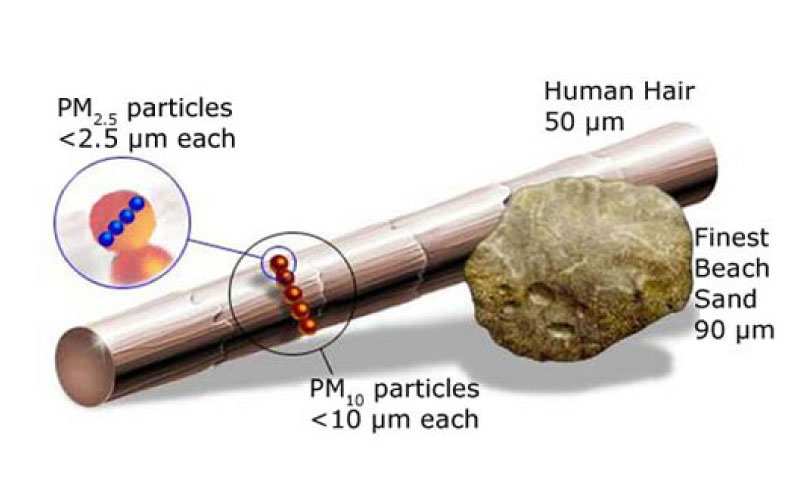 PM2.5 particles
<2.5 μm each
Human Hair
50 μm
Finest
Beach
Sand
90 μm
PM10 particles
<10 μm each